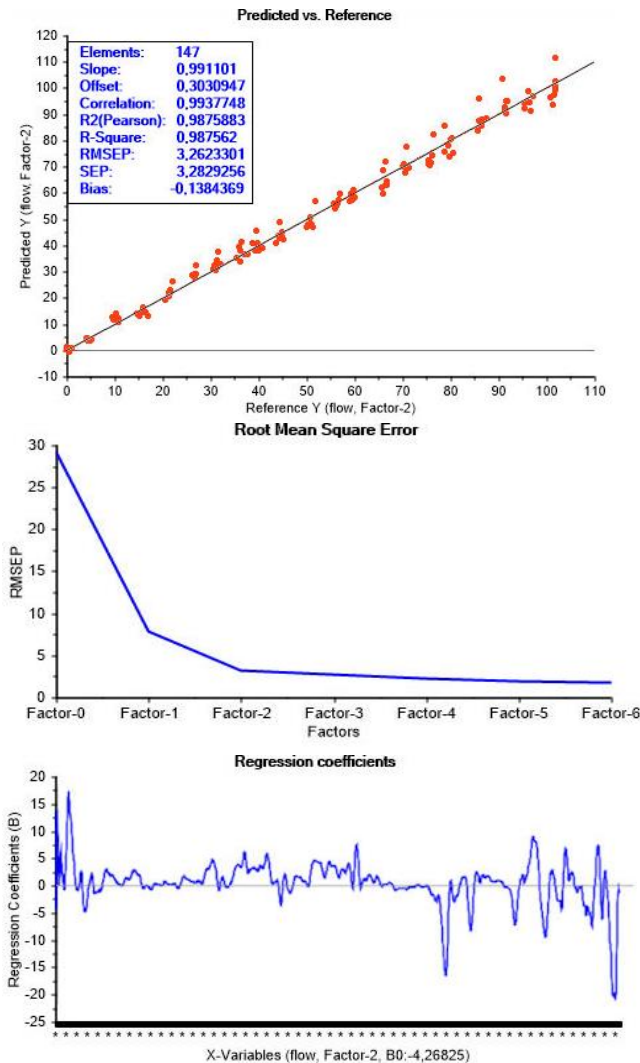 Predicted vs. Reference
120
110
100
90
80
70
60
50
40
30
20
10
0
-10
Predicted Y (flow, Factor-2)
Elements: 147
Slope: 0,991101
Offset: 0,3030947
Correlation: 0,9937748
R2(Pearson): 0,9875883
R-Square: 0,987562
RMSEP: 3,2623301
SEP: 3,2829256
Bias: -0,1384369
0 10 20 30 40 50 60 70 80 90 100 110
Reference Y (flow, Factor-2)
Root Mean Square Error
30
25
20
15
10
5
0
RMSEP
Factor-0 Factor-1 Factor-2 Factor-3 Factor-4 Factor-5 Factor-6
Factors
Regression coefficients
20
15
10
5
0
-5
-10
-15
-20
-25
Regression Coefficients (B)
X-Variables (flow, Factor-2, B0:-4,26825)